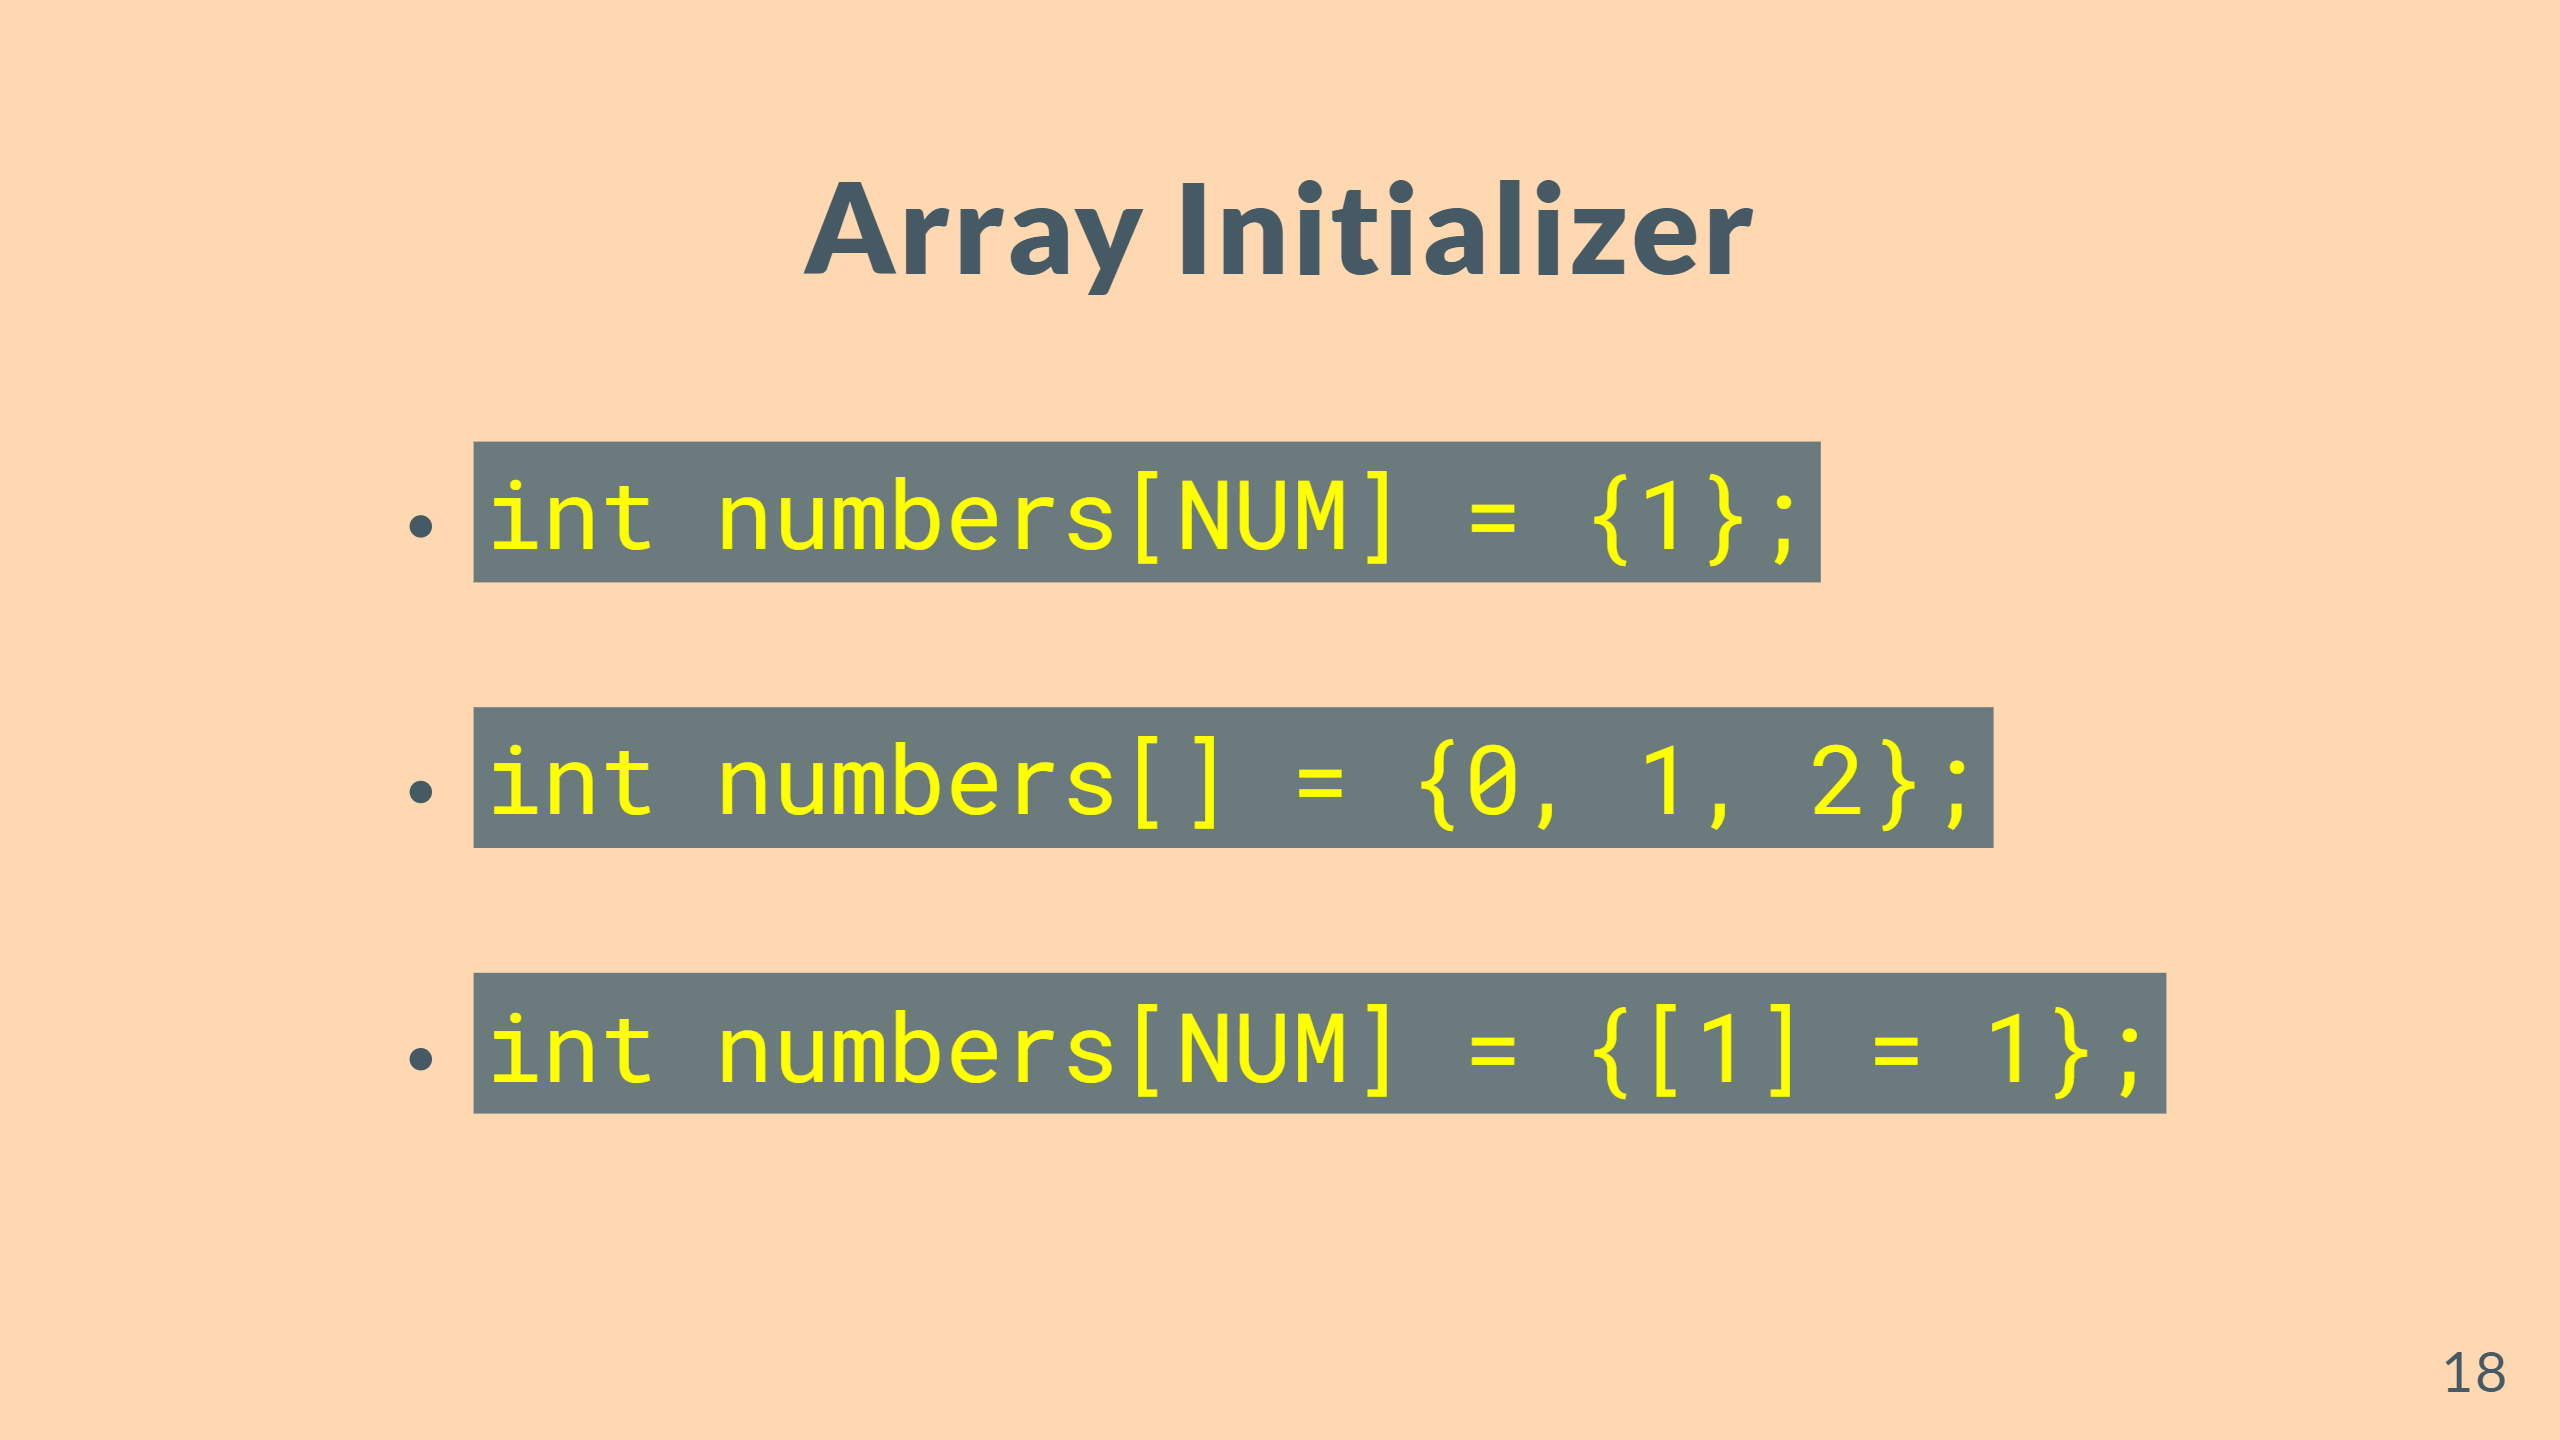 Array Initializer
• int numbers[NUM] = {1};
• int numbers[] = {0, 1, 2};
• int numbers[NUM] = {[1] = 1};
18